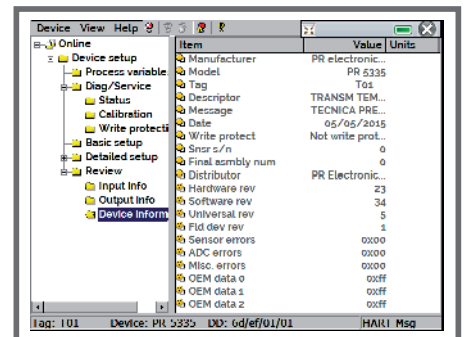 Device View Help
Online
Device setup
Process variable
Diag/Service
Status
Calibration
Write protecti
Basic setup
Detailed setup
Review
Input info
Output info
Device inform
Item Value Units
Manufacturer PR electronic...
Model PR 5335
Tag T01
Descriptor TRANSM TEM...
Message TECNICA PRE...
Date 05/05/2015
Write protect Not write prot...
Snsr s/n 0
Final asmbly num 0
Distributor PR Electronic...
Hardware rev 23
Software rev 34
Universal rev 5
Fld dev rev 1
Sensor errors 0x00
ADC errors 0x00
Misc. errors 0x00
OEM data 0 0xff
OEM data 1 0xff
OEM data 2 0xff
Tag: T01 Device: PR 5335 DD: 6d/ef/01/01 HART Msg